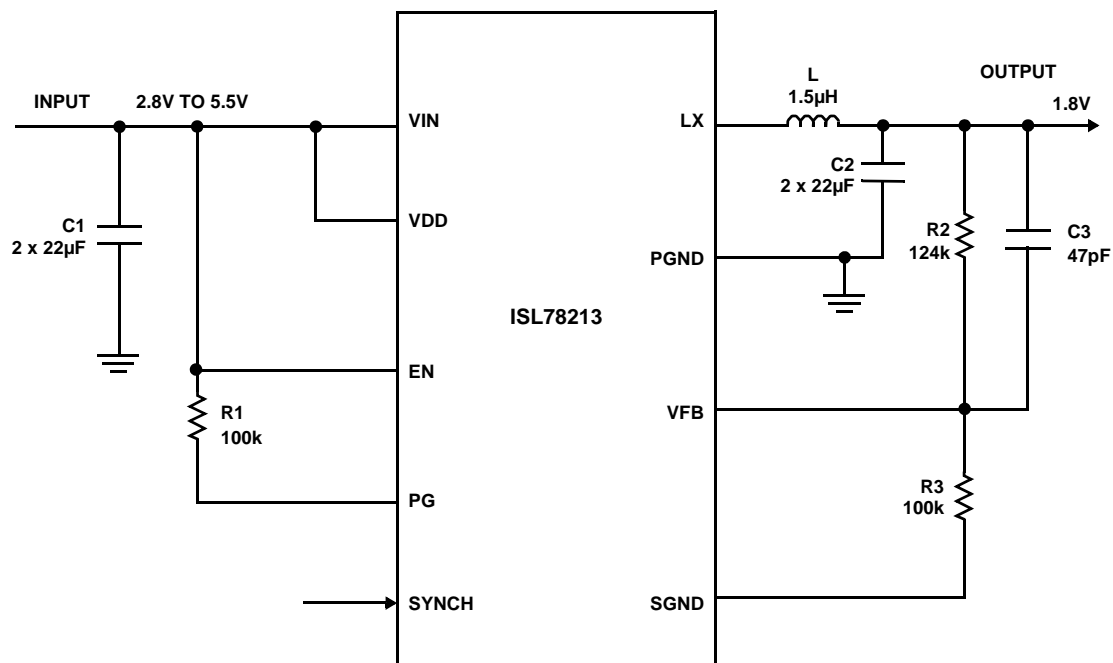 INPUT
2.8V TO 5.5V
C1
2 x 22µF
R1
100k
VIN
VDD
EN
PG
SYNCH
ISL78213
LX
PGND
VFB
SGND
L
1.5µH
C2
2 x 22µF
OUTPUT
1.8V
R2
124k
C3
47pF
R3
100k